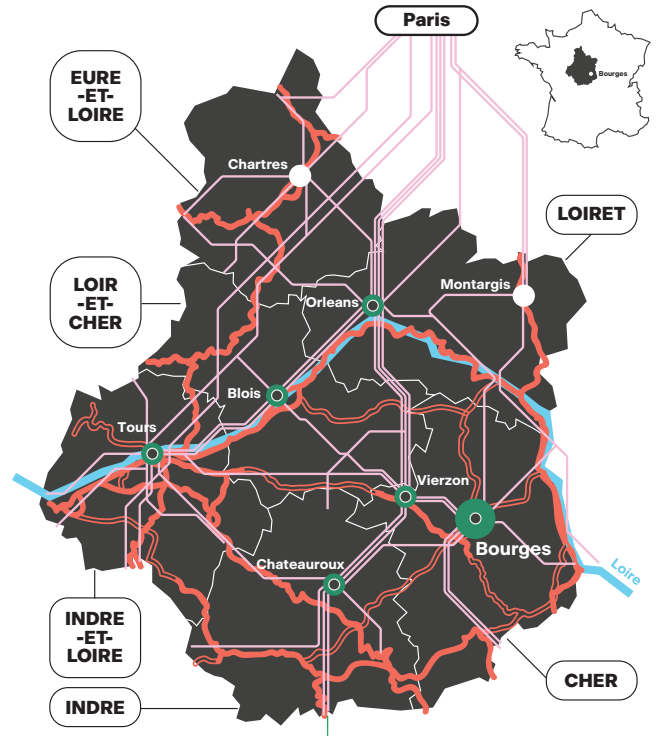 Paris
EURE
-ET-
LOIRE
Bourges
Chartres
LOIRET
LOIR
-ET-
CHER
Montargis
Orleans
Blois
Tours
Vierzon
Bourges
Chateauroux
Loire
INDRE
-ET-
LOIRE
CHER
INDRE